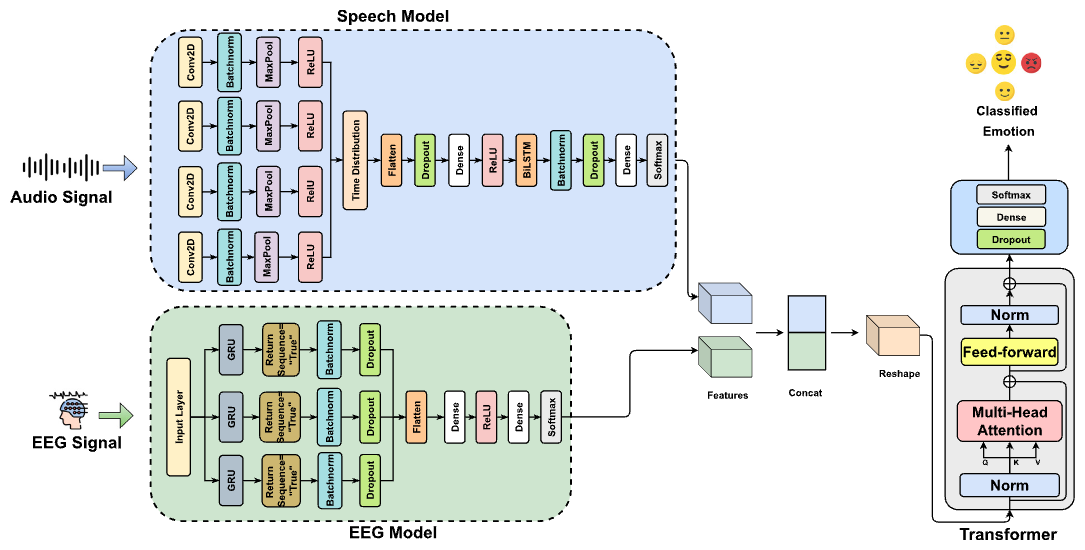 Speech Model
Conv2D
Batchnorm
MaxPool
ReLU
Conv2D
Batchnorm
MaxPool
ReLU
Conv2D
Batchnorm
MaxPool
RelU
Conv2D
Batchnorm
MaxPool
ReLU
Time Distribution
Flatten
Dropout
Dense
ReLU
BiLSTM
Batchnorm
Dropout
Dense
Softmax
Audio Signal
EEG Signal
Input Layer
GRU
Return
Sequence=
"True"
Batchnorm
Dropout
GRU
Return
Sequence=
"True"
Batchnorm
Dropout
GRU
Return
Sequence=
"True"
Batchnorm
Dropout
Flatten
Dense
ReLU
Dense
Softmax
EEG Model
Features
Concat
Reshape
Classified
Emotion
Softmax
Dense
Dropout
Norm
Feed-forward
Multi-Head
Attention
Q
K
V
Norm
Transformer